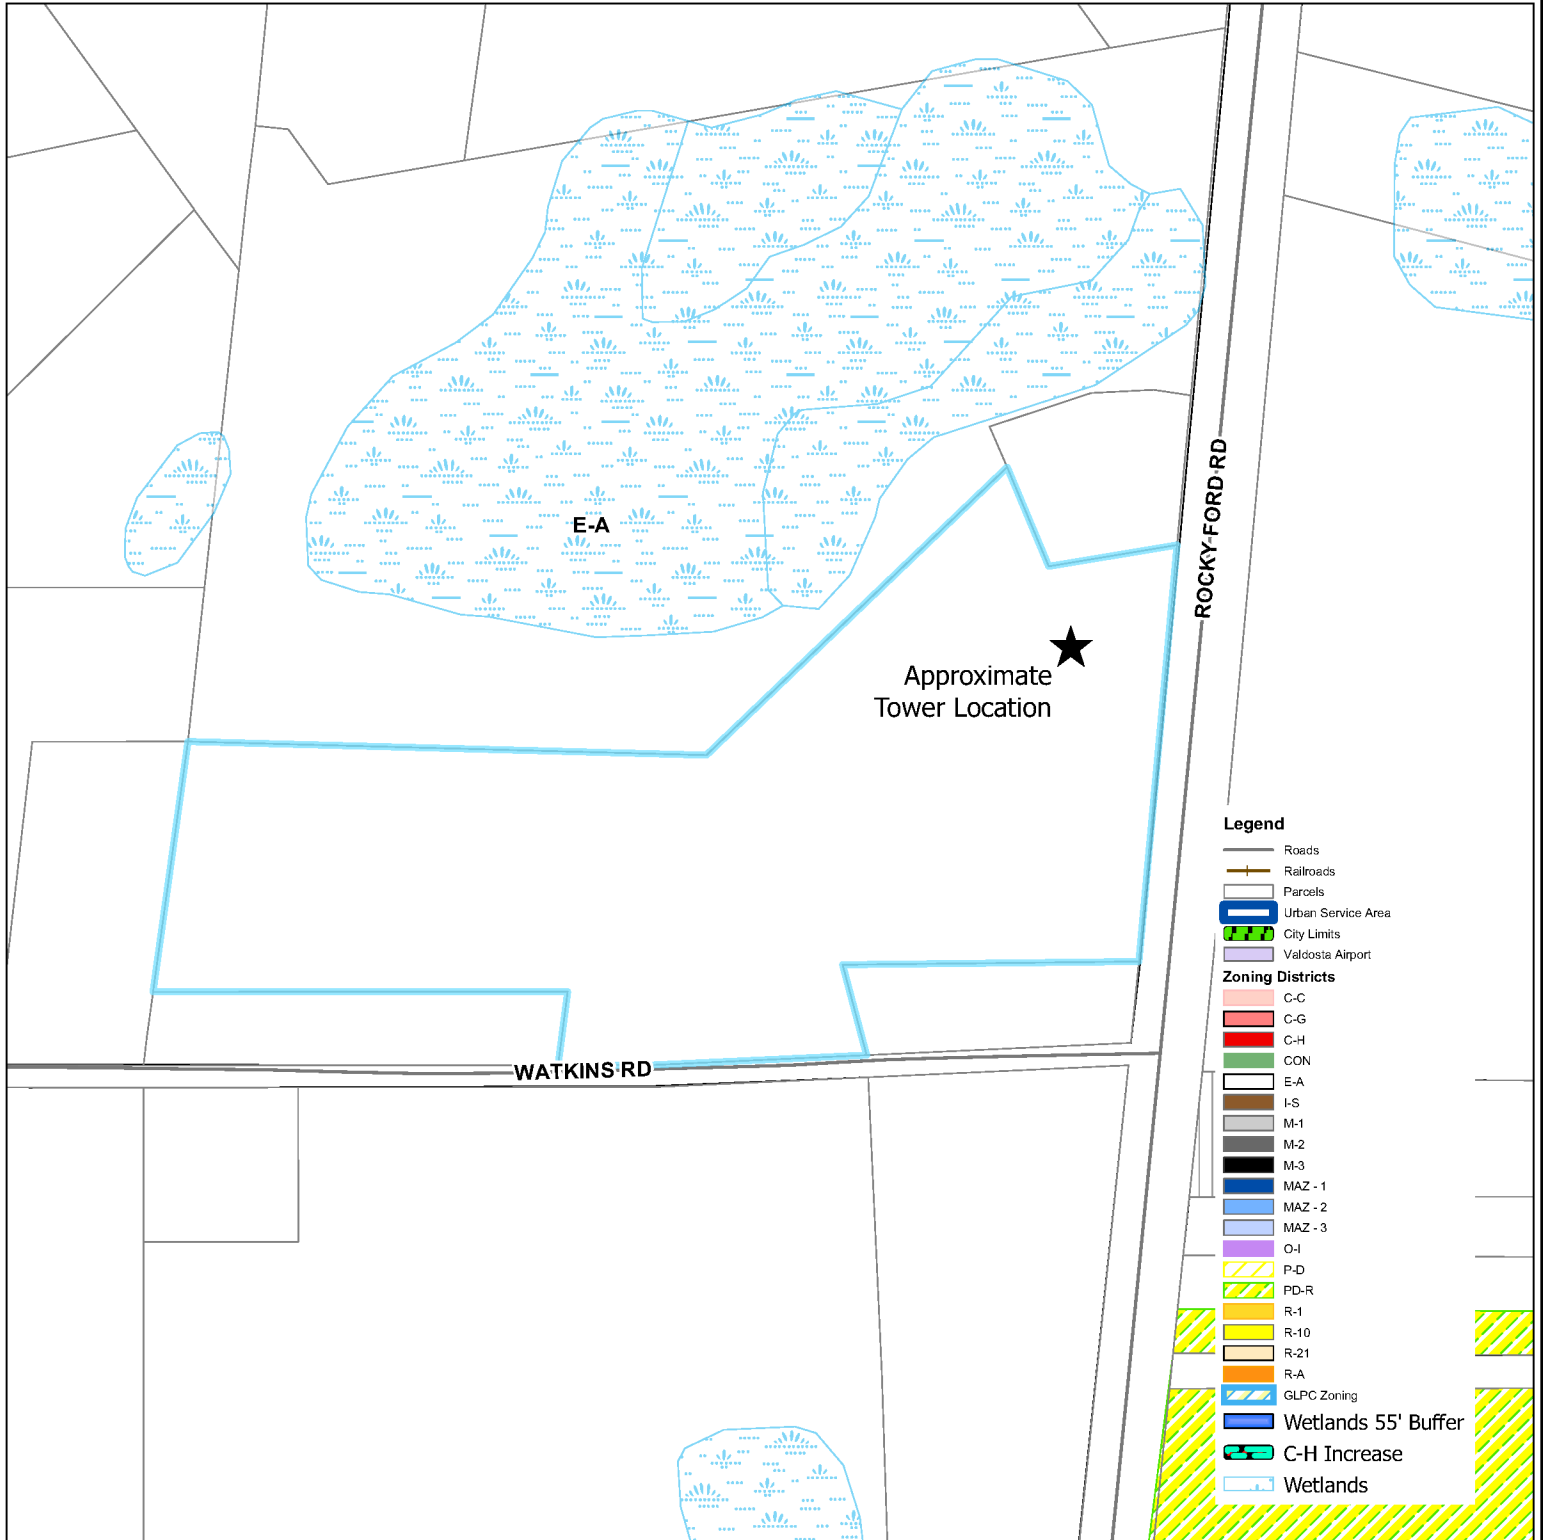 E-A
ROCKY FORD RD
Approximate
Tower Location
WATKINS RD
Legend
Roads
Railroads
Parcels
Urban Service Area
City Limits
Valdosta Airport
Zoning Districts
C-C
C-G
C-H
CON
E-A
I-S
M-1
M-2
M-3
MAZ - 1
MAZ - 2
MAZ - 3
O-I
P-D
PD-R
R-1
R-10
R-21
R-A
GLPC Zoning
Wetlands 55' Buffer
C-H Increase
Wetlands